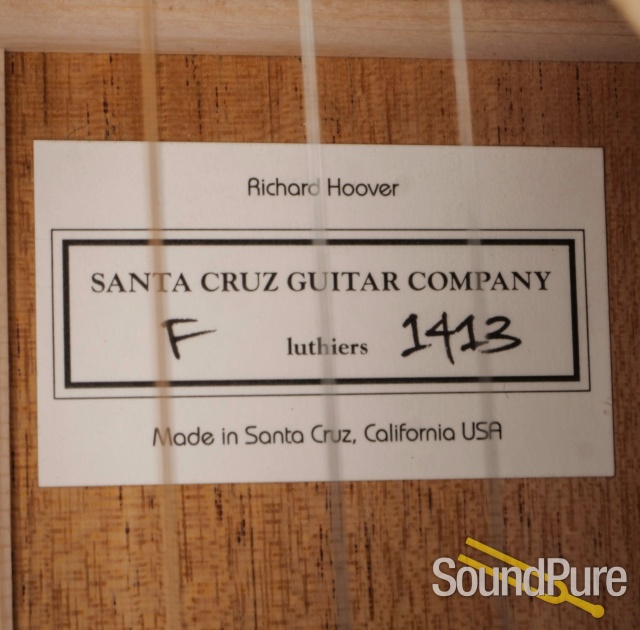 Richard Hoover
SANTA CRUZ GUITAR COMPANY
F luthiers 1413
Made in Santa Cruz, California USA
SoundPure